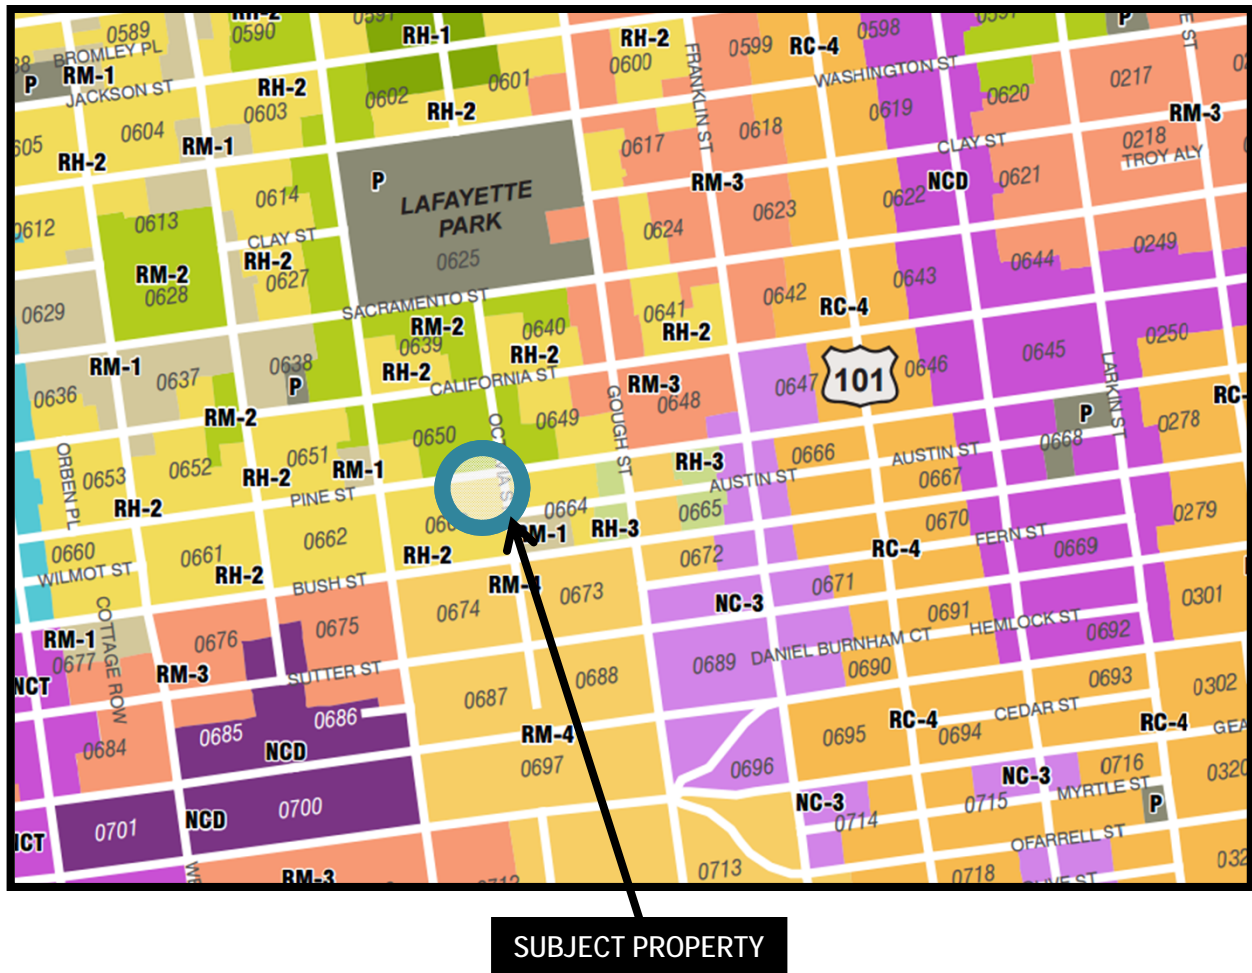 0589
RH-2
0590
0591
RH-1
RH-2
0600
FRANKLIN ST
0599
RC-4
0598
P
BROMLEY PL
P
RM-1
JACKSON ST
RH-2
0603
0602
0601
RH-2
WASHINGTON ST
0619
0620
0217
RM-3
0604
RM-1
RH-2
0617
0618
CLAY ST
0218
TROY ALY
P
LAFAYETTE
PARK
0625
RM-3
0622
NCD
0621
0612
0613
0614
CLAY ST
RH-2
0627
0624
0623
0644
0249
RM-2
0628
0629
SACRAMENTO ST
RM-2
0639
0640
RH-2
0641
RH-2
0642
RC-4
0643
0645
0250
RM-1
0637
0638
P
RH-2
CALIFORNIA ST
RM-3
0648
0647
101
0646
LARKIN ST
0636
RM-2
0650
0649
GOUGH ST
P
0668
0278
ORBEN PL
0653
0652
0651
RH-2
RM-1
PINE ST
RH-3
AUSTIN ST
0666
AUSTIN ST
0667
RH-2
0664
RM-1
RH-3
0665
0670
FERN ST
0669
0279
0660
WILMOT ST
0661
RH-2
0662
BUSH ST
RH-2
RM-4
0673
0672
0671
RC-4
COTTAGE ROW
0674
NC-3
0691
HEMLOCK ST
0692
0301
RM-1
0677
0676
0675
RM-3
SUTTER ST
0687
0688
0689
DANIEL BURNHAM CT
0690
0693
0302
NCT
0684
0685
0686
NCD
RM-4
0697
0696
0695
RC-4
0694
CEDAR ST
RC-4
0701
NCD
0700
NC-3
0714
0715
NC-3
0716
MYRTLE ST
P
0320
RM-3
0713
0718
OFARRELL ST
SUBJECT PROPERTY